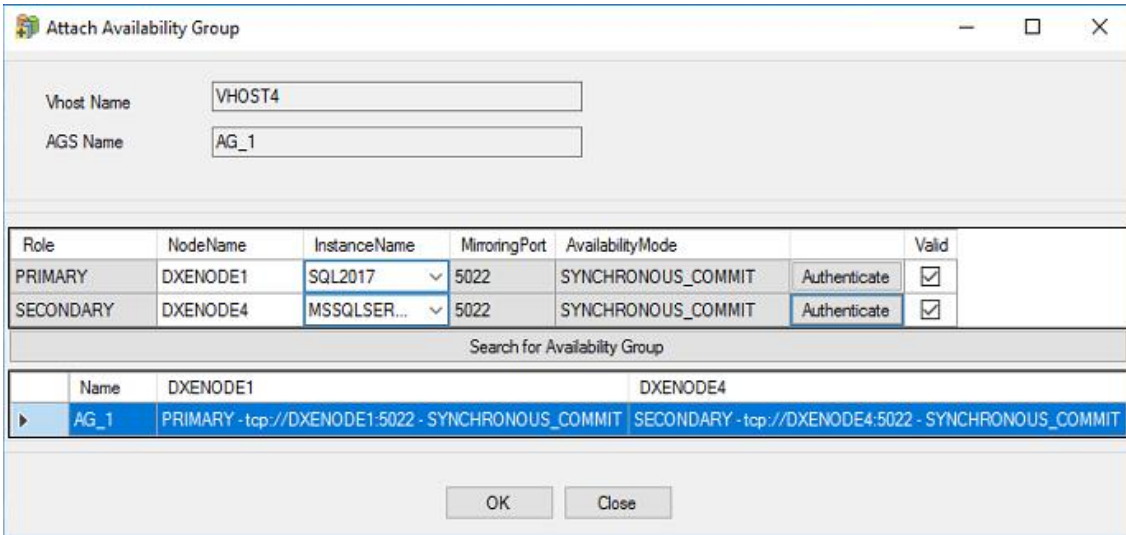 Attach Availability Group
Vhost Name VHOST4
AGS Name AG_1
Role NodeName InstanceName MirroringPort AvailabilityMode Valid
PRIMARY DXENODE1 SQL2017 5022 SYNCHRONOUS_COMMIT Authenticate
SECONDARY DXENODE4 MSSQLSER... 5022 SYNCHRONOUS_COMMIT Authenticate
Search for Availability Group
Name DXENODE1 DXENODE4
AG_1 PRIMARY - tcp://DXENODE1:5022 - SYNCHRONOUS_COMMIT SECONDARY - tcp://DXENODE4:5022 - SYNCHRONOUS_COMMIT
OK Close